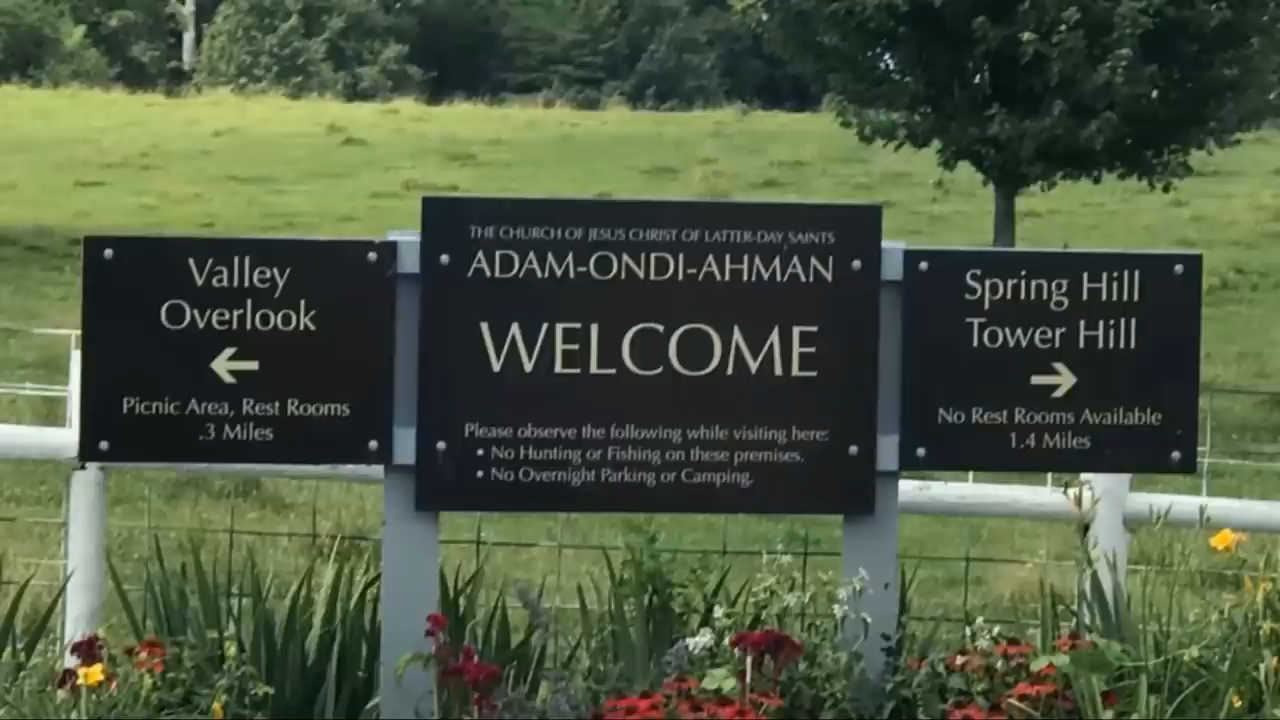 Valley
Overlook
←
Picnic Area, Rest Rooms
.3 Miles
THE CHURCH OF JESUS CHRIST OF LATTER-DAY SAINTS
ADAM-ONDI-AHMAN
WELCOME
Please observe the following while visiting here:
• No Hunting or Fishing on these premises.
• No Overnight Parking or Camping.
Spring Hill
Tower Hill
→
No Rest Rooms Available
1.4 Miles